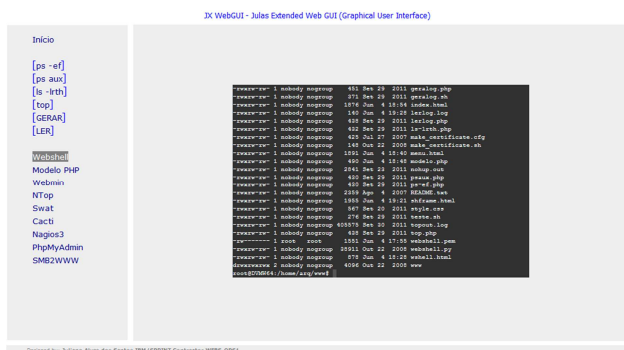 JX WebGUI - Julas Extended Web GUI (Graphical User Interface)
Início
[ps -ef]
[ps aux]
[ls -lrth]
[top]
[GERAR]
[LER]
Webshell
Modelo PHP
Webmin
NTop
Swat
Cacti
Nagios3
PhpMyAdmin
SMB2WWW
-rwxrw-rw- 1 nobody nogroup 451 Set 29 2011 geralog.php
-rwxrw-rw- 1 nobody nogroup 371 Set 29 2011 geralog.sh
-rwxrw-rw- 1 nobody nogroup 1876 Jun 4 18:54 index.html
-rwxrw-rw- 1 nobody nogroup 140 Jun 4 19:28 lerlog.log
-rwxrw-rw- 1 nobody nogroup 438 Set 29 2011 lerlog.php
-rwxrw-rw- 1 nobody nogroup 432 Set 29 2011 ls-lrth.php
-rwxrw-rw- 1 nobody nogroup 425 Jul 27 2007 make_certificate.cfg
-rwxrw-rw- 1 nobody nogroup 148 Out 22 2008 make_certificate.sh
-rwxrw-rw- 1 nobody nogroup 1891 Jun 4 18:40 menu.html
-rwxrw-rw- 1 nobody nogroup 490 Jun 4 18:48 modelo.php
-rwxrw-rw- 1 nobody nogroup 2841 Set 23 2011 nohup.out
-rwxrw-rw- 1 nobody nogroup 430 Set 29 2011 psaux.php
-rwxrw-rw- 1 nobody nogroup 430 Set 29 2011 ps-ef.php
-rwxrw-rw- 1 nobody nogroup 2359 Ago 4 2007 README.txt
-rwxrw-rw- 1 nobody nogroup 1955 Jun 4 19:21 shframe.html
-rwxrw-rw- 1 nobody nogroup 567 Set 20 2011 style.css
-rwxrw-rw- 1 nobody nogroup 276 Set 29 2011 teste.sh
-rwxrw-rw- 1 nobody nogroup 405575 Set 30 2011 topout.log
-rwxrw-rw- 1 nobody nogroup 438 Set 29 2011 top.php
-rw------- 1 root root 1551 Jun 4 17:55 webshell.pem
-rwxrw-rw- 1 nobody nogroup 38911 Out 22 2008 webshell.py
-rwxrw-rw- 1 nobody nogroup 878 Jun 4 18:28 wshell.html
drwxrwxrwx 2 nobody nogroup 4096 Out 22 2008 www
root@DVMH64:/home/arq/www#